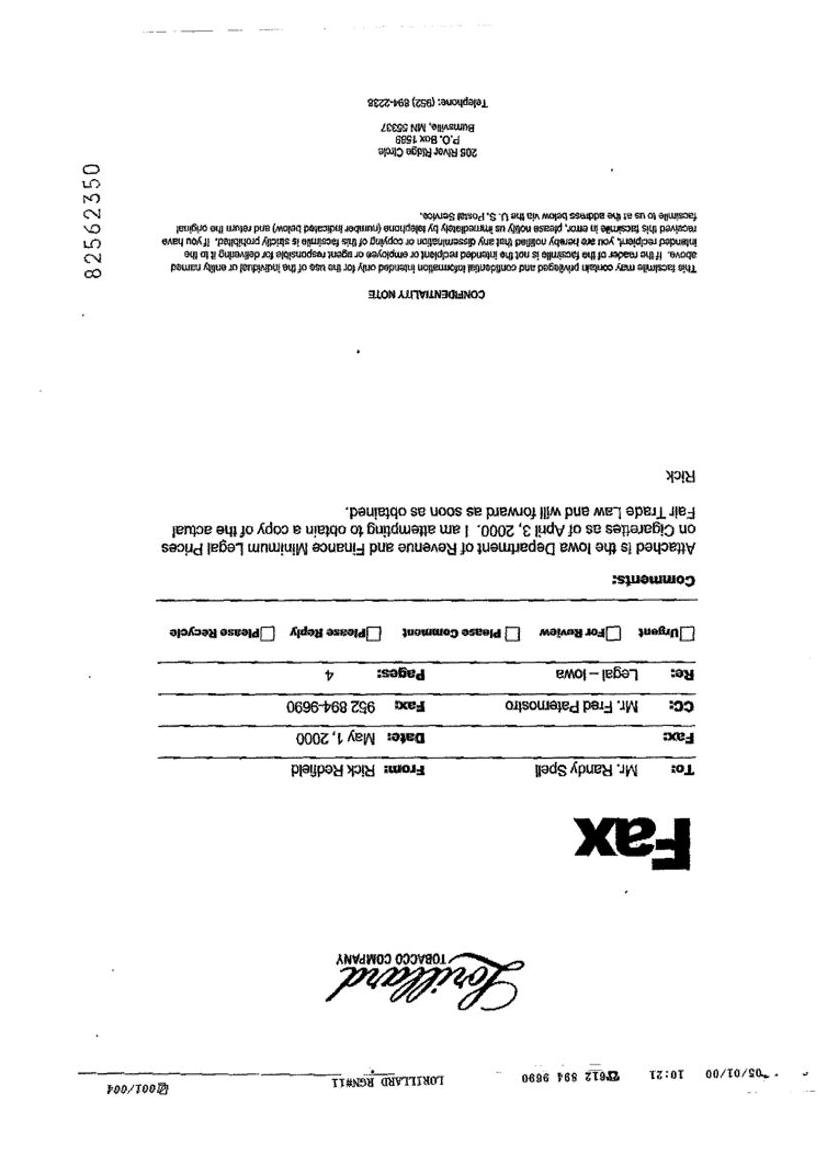 05/01/00 10:21 ☎612 894 9690 LORILLARD RGN#11 001/004
Lorillard
TOBACCO COMPANY
Fax
To: Mr. Randy Spell From: Rick Redfield
Fax: Date: May 1, 2000
CC: Mr. Fred Paternostro Fax: 952 894-9690
Re: Legal – Iowa Pages: 4
☐Urgent ☐For Review ☐Please Comment ☐Please Reply ☐Please Recycle
Comments:
Attached is the Iowa Department of Revenue and Finance Minimum Legal Prices
on Cigarettes as of April 3, 2000. I am attempting to obtain a copy of the actual
Fair Trade Law and will forward as soon as obtained.
Rick
CONFIDENTIALITY NOTE
This facsimile may contain privileged and confidential information intended only for the use of the individual or entity named
above. If the reader of the facsimile is not the intended recipient or employee or agent responsible for delivering it to the
intended recipient, you are hereby notified that any dissemination or copying of this facsimile is strictly prohibited. If you have
received this facsimile in error, please notify us immediately by telephone (number indicated below) and return the original
facsimile to us at the address below via the U. S. Postal Service.
206 River Ridge Circle
P.O. Box 1589
Burnsville, MN 55337
Telephone: (952) 894-2238
82562350